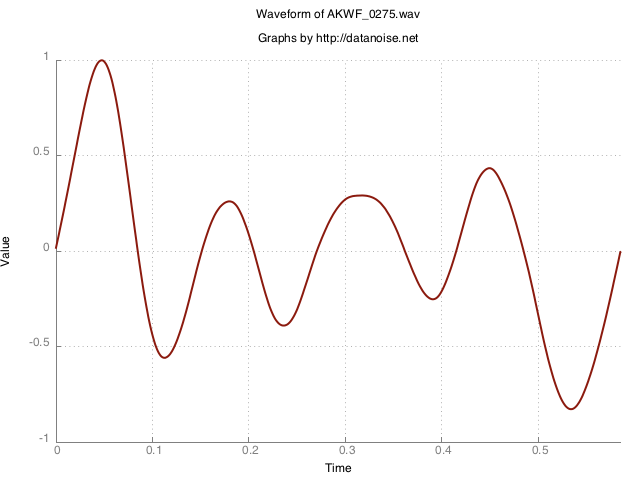 Waveform of AKWF_0275.wav
Graphs by http://datanoise.net
1
0.5
0
-0.5
-1
Value
0 0.1 0.2 0.3 0.4 0.5
Time